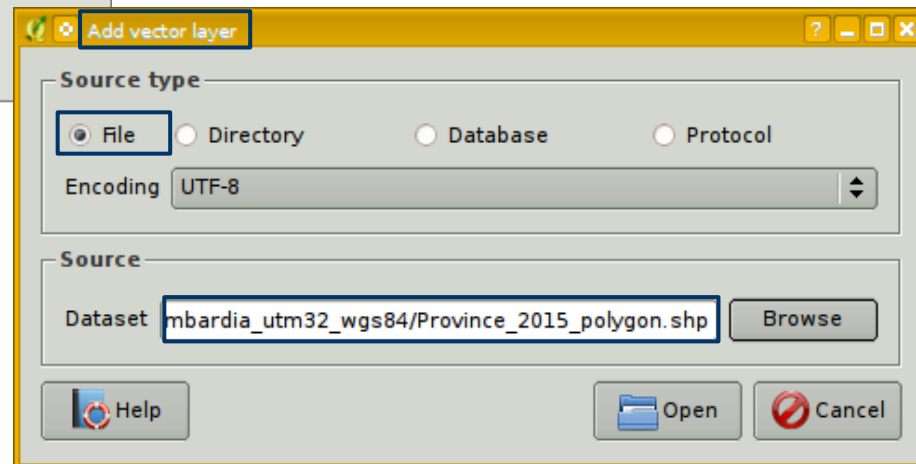 Add vector layer ?
Source type
File Directory Database Protocol
Encoding UTF-8
Source
Dataset mbardia_utm32_wgs84/Province_2015_polygon.shp Browse
Help Open Cancel